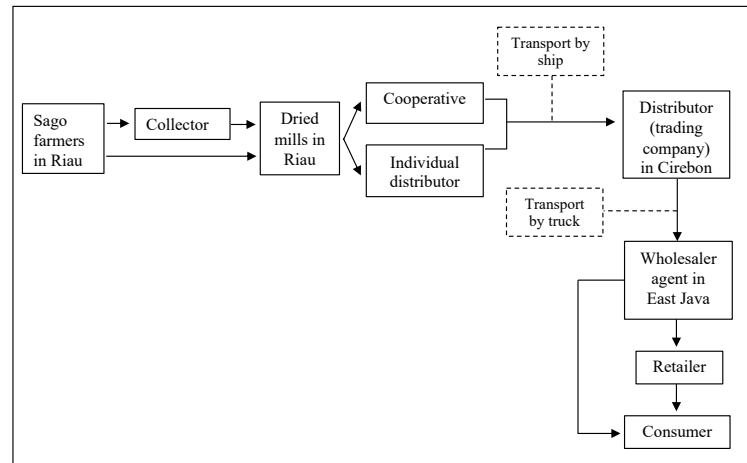 Sago
farmers
in Riau
Collector
Dried
mills in
Riau
Cooperative
Individual
distributor
Transport by
ship
Distributor
(trading
company)
in Cirebon
Transport
by truck
Wholesaler
agent in
East Java
Retailer
Consumer